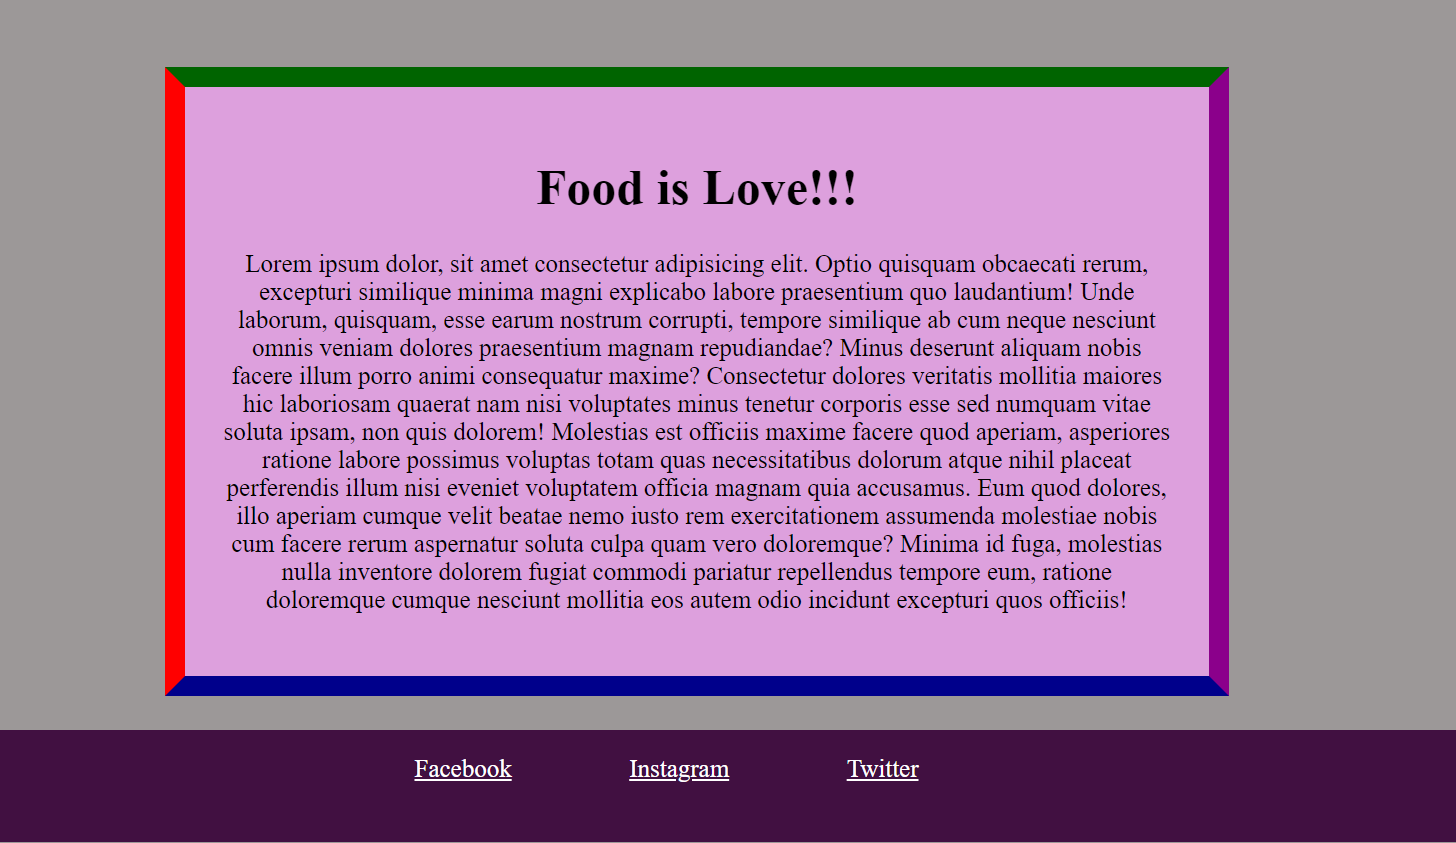 Food is Love!!!
Lorem ipsum dolor, sit amet consectetur adipisicing elit. Optio quisquam obcaecati rerum,
excepturi similique minima magni explicabo labore praesentium quo laudantium! Unde
laborum, quisquam, esse earum nostrum corrupti, tempore similique ab cum neque nesciunt
omnis veniam dolores praesentium magnam repudiandae? Minus deserunt aliquam nobis
facere illum porro animi consequatur maxime? Consectetur dolores veritatis mollitia maiores
hic laboriosam quaerat nam nisi voluptates minus tenetur corporis esse sed numquam vitae
soluta ipsam, non quis dolorem! Molestias est officiis maxime facere quod aperiam, asperiores
ratione labore possimus voluptas totam quas necessitatibus dolorum atque nihil placeat
perferendis illum nisi eveniet voluptatem officia magnam quia accusamus. Eum quod dolores,
illo aperiam cumque velit beatae nemo iusto rem exercitationem assumenda molestiae nobis
cum facere rerum aspernatur soluta culpa quam vero doloremque? Minima id fuga, molestias
nulla inventore dolorem fugiat commodi pariatur repellendus tempore eum, ratione
doloremque cumque nesciunt mollitia eos autem odio incidunt excepturi quos officiis!
Facebook Instagram Twitter